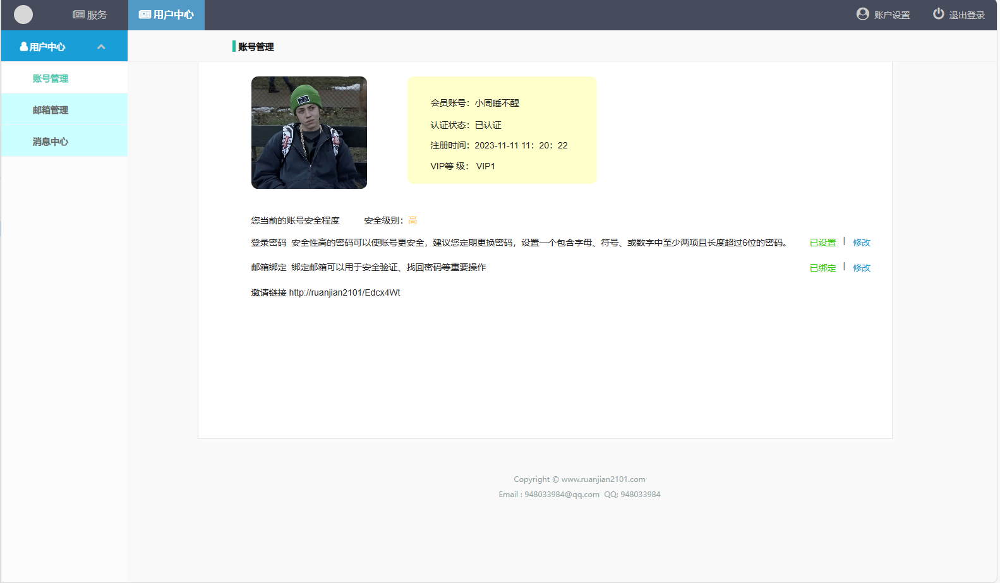 服务
用户中心
账户设置
退出登录
用户中心
账号管理
邮箱管理
消息中心
账号管理
会员账号：小周睡不醒
认证状态：已认证
注册时间：2023-11-11 11：20：22
VIP等 级： VIP1
您当前的账号安全程度 安全级别：高
登录密码 安全性高的密码可以使账号更安全，建议您定期更换密码，设置一个包含字母、符号、或数字中至少两项且长度超过6位的密码。 已设置 | 修改
邮箱绑定 绑定邮箱可以用于安全验证、找回密码等重要操作 已绑定 | 修改
邀请链接 http://ruanjian2101/Edcx4Wt
Copyright © www.ruanjian2101.com
Email : 948033984@qq.com QQ: 948033984